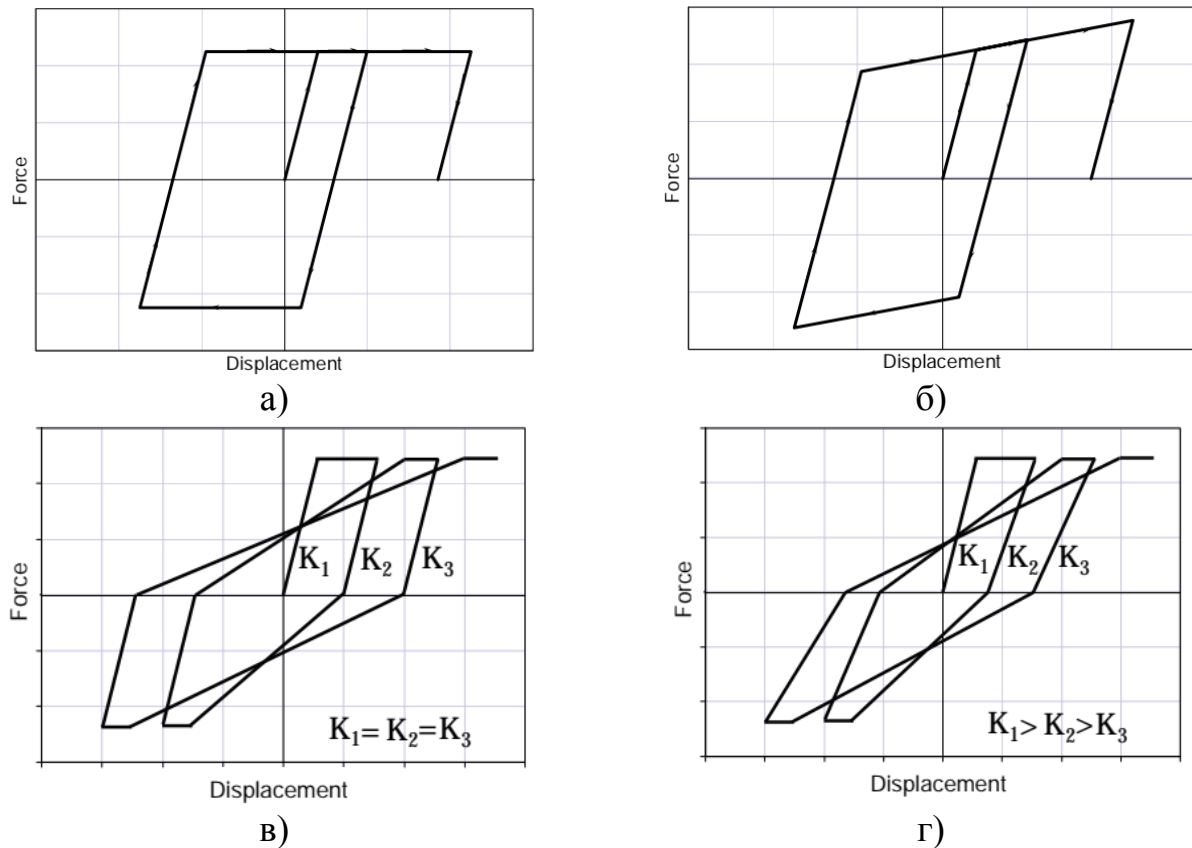 Force
Displacement
а)
Force
Displacement
б)
Force
K₁
K₂
K₃
K₁= K₂=K₃
Displacement
в)
Force
K₁
K₂
K₃
K₁> K₂>K₃
Displacement
г)